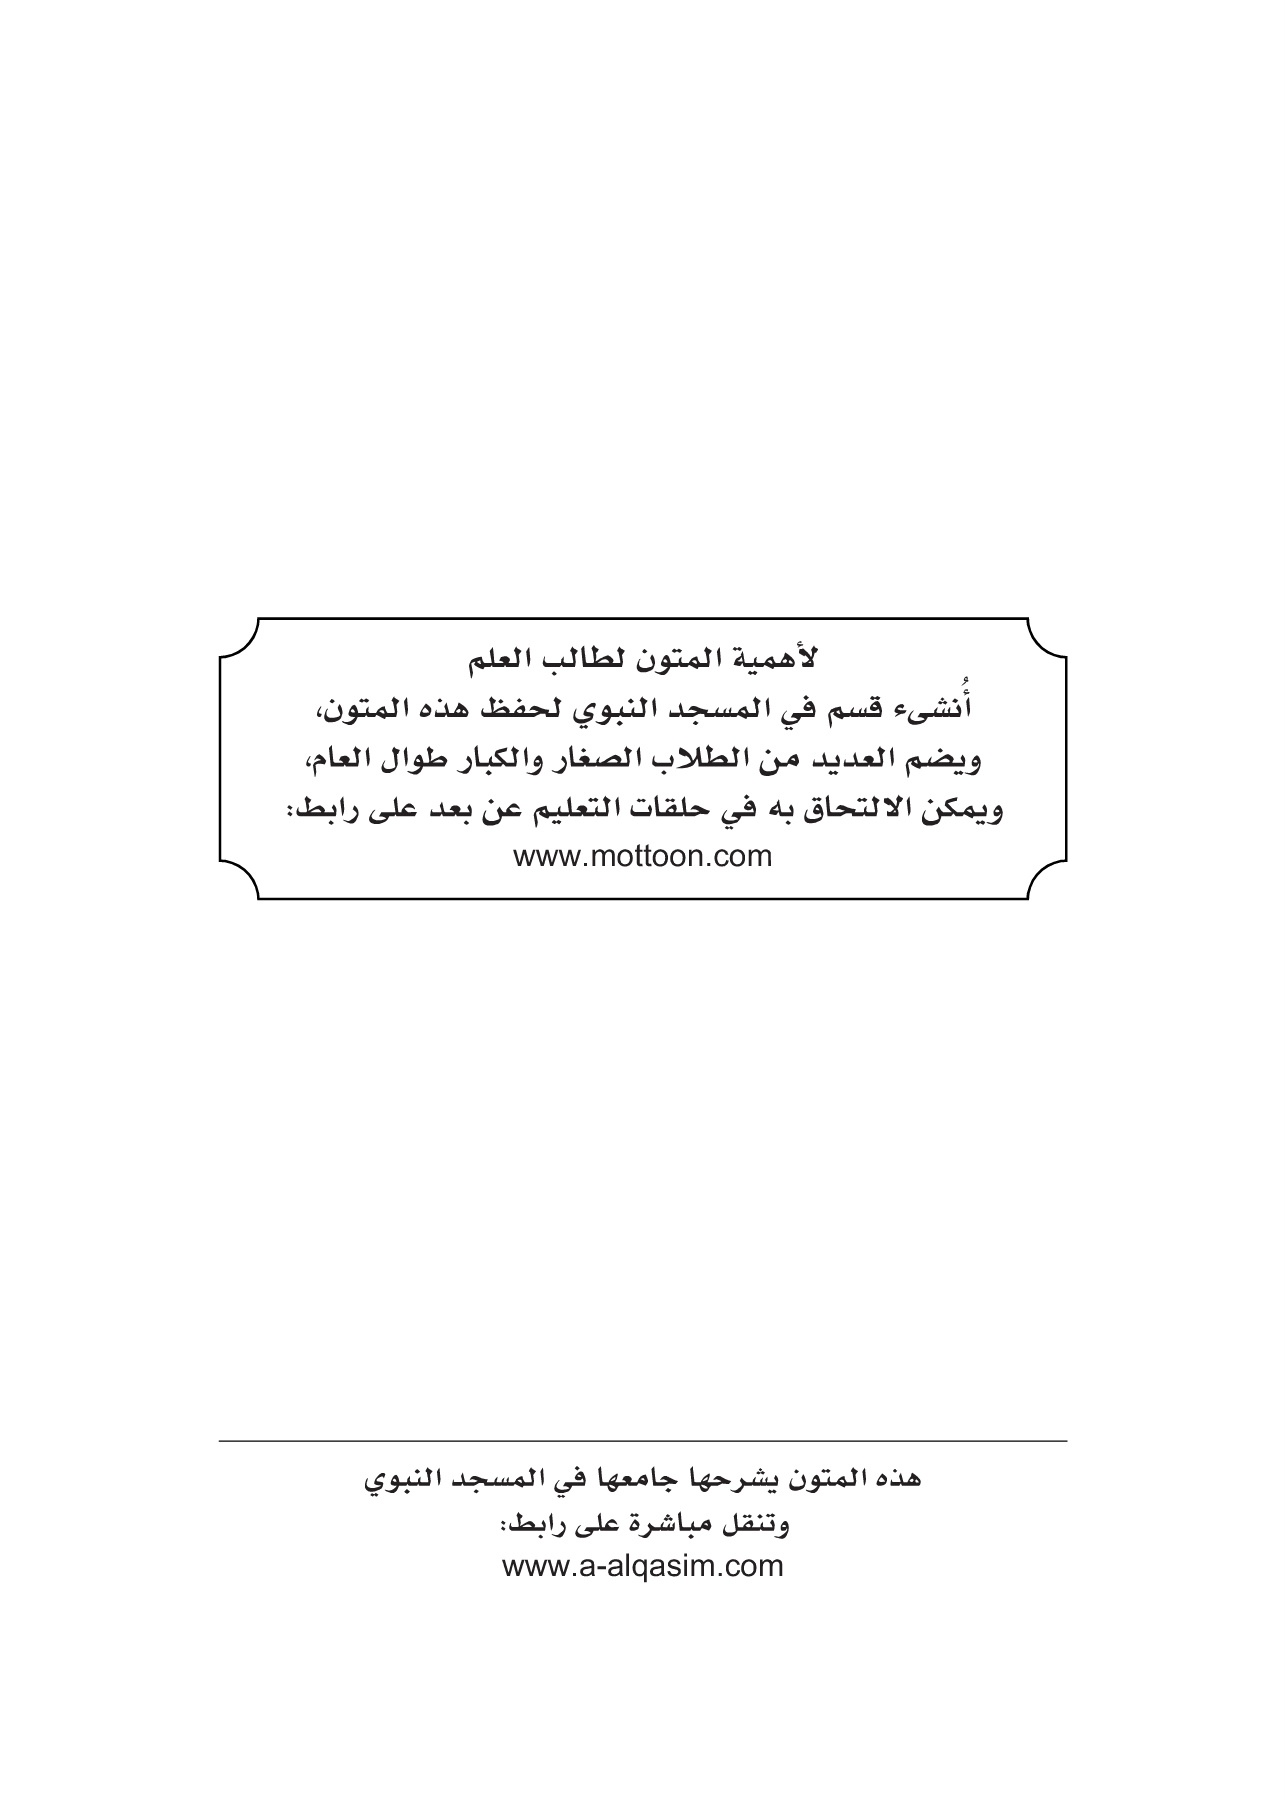 لأهمية المتون لطالب العلم
أُنشىء قسم في المسجد النبوي لحفظ هذه المتون،
ويضم العديد من الطلاب الصغار والكبار طوال العام،
ويمكن الالتحاق به في حلقات التعليم عن بعد على رابط:
www.mottoon.com
هذه المتون يشرحها جامعها في المسجد النبوي
وتنقل مباشرة على رابط:
www.a-alqasim.com